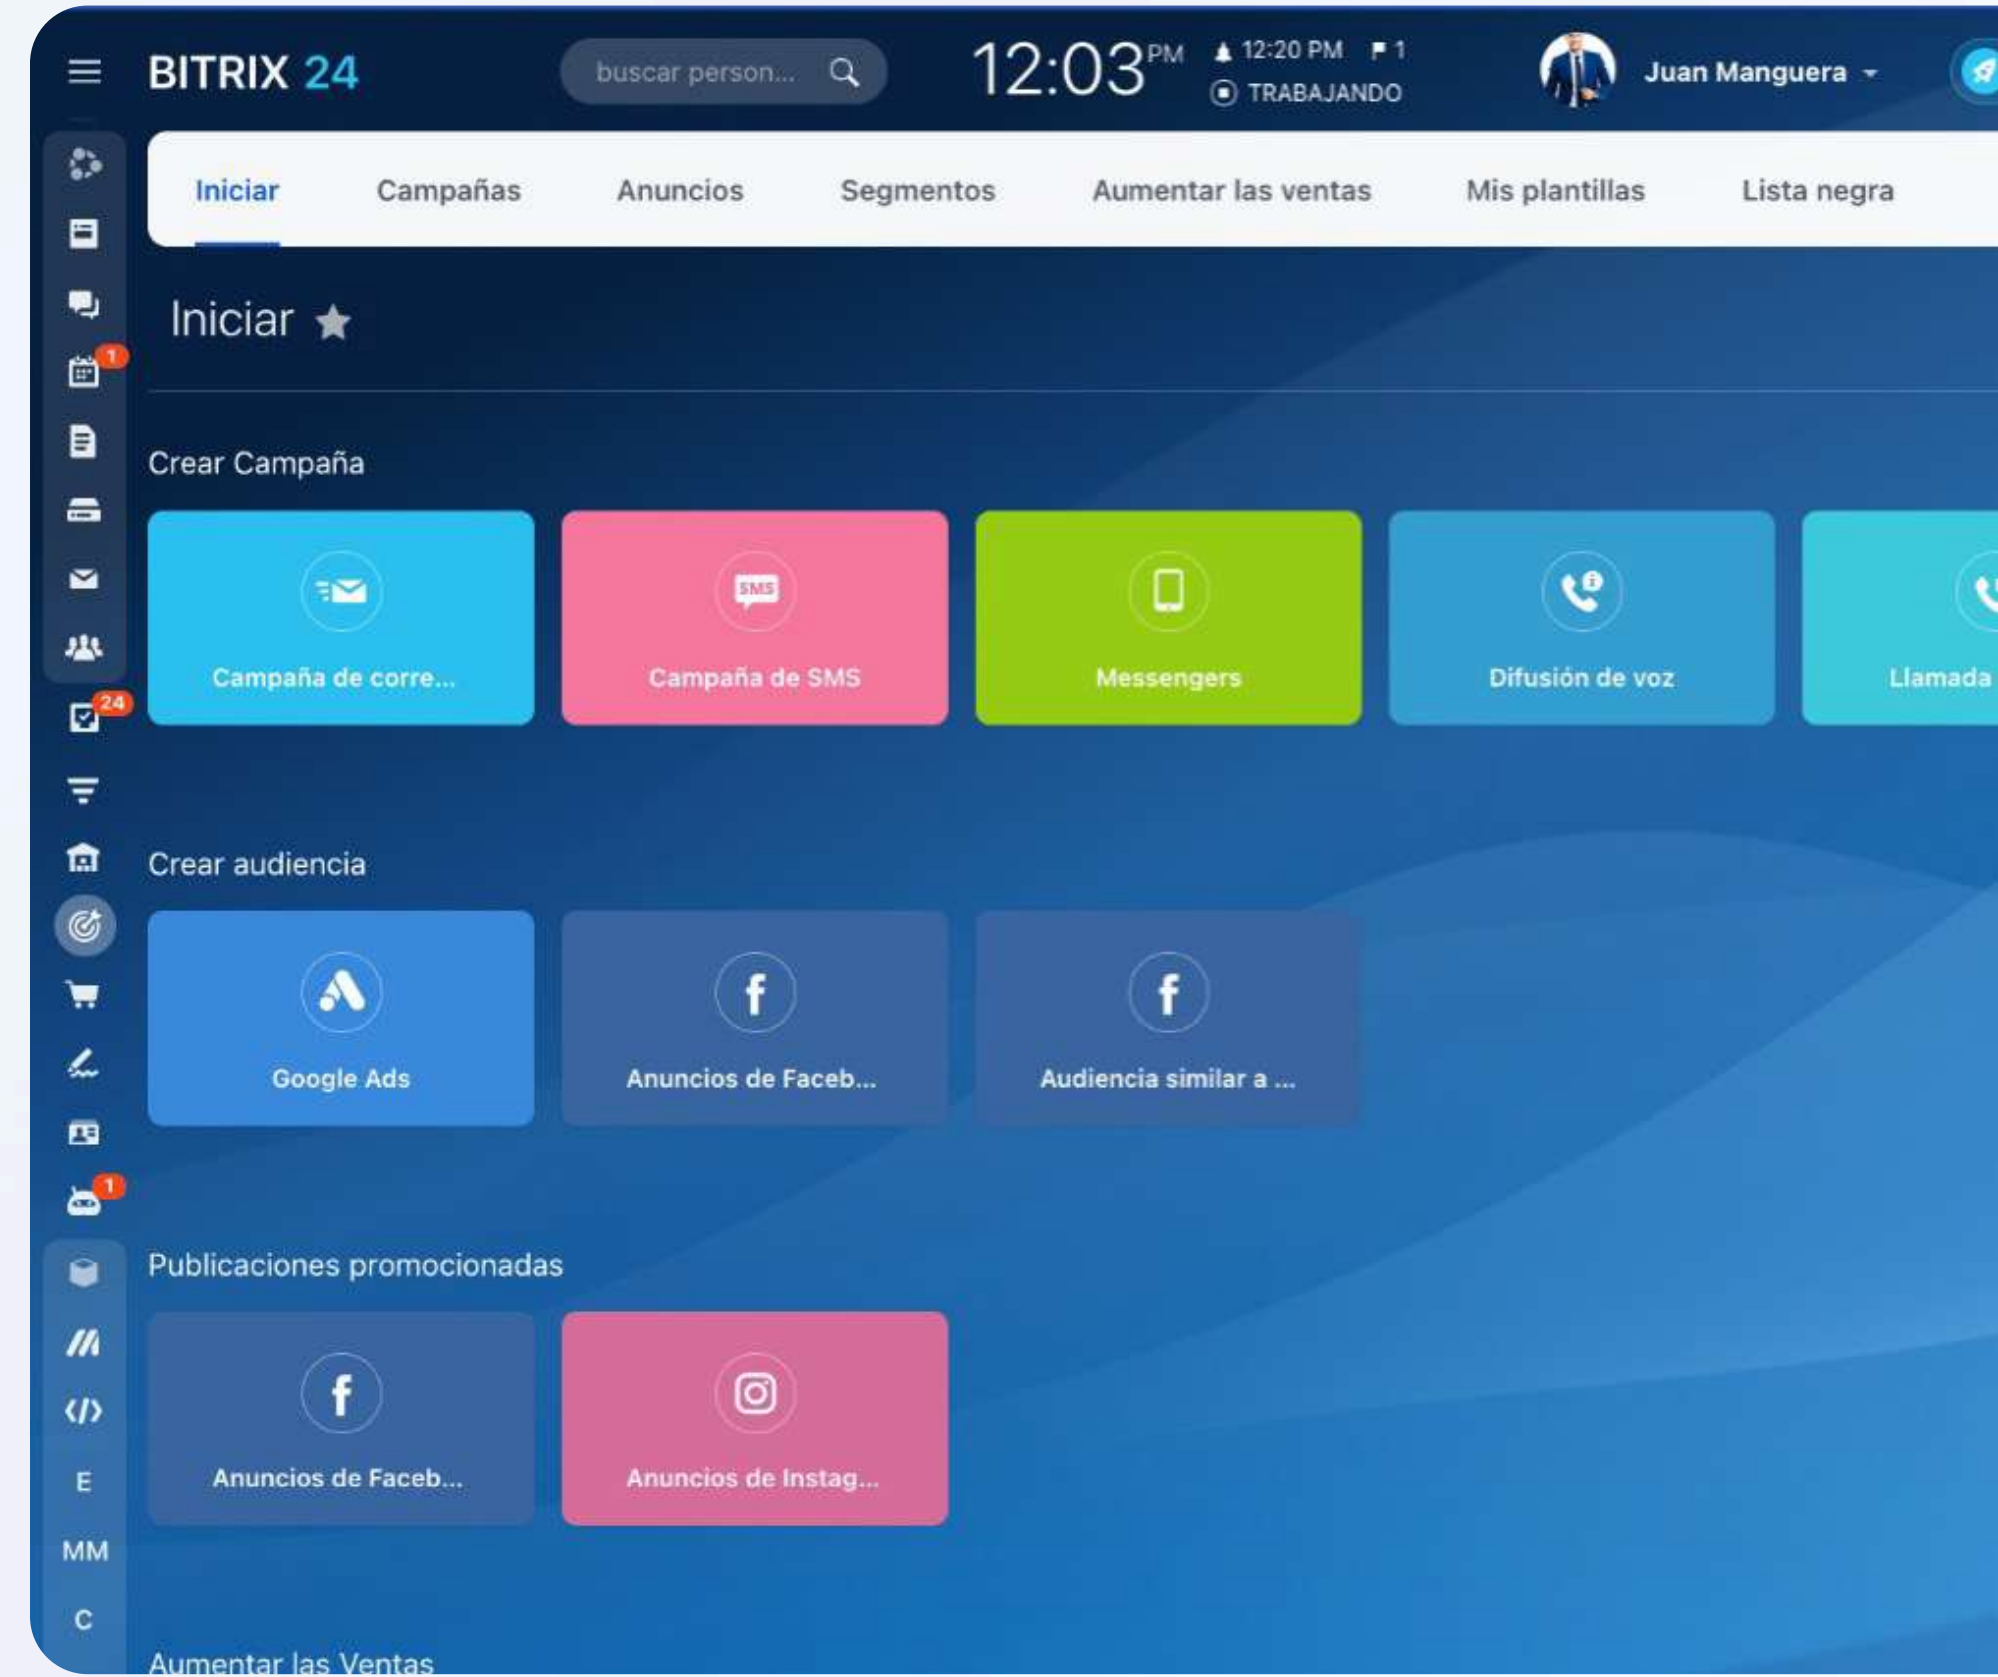 BITRIX 24
buscar person...
12:03 PM
12:20 PM 1
TRABAJANDO
Juan Manguera
Iniciar Campañas Anuncios Segmentos Aumentar las ventas Mis plantillas Lista negra
Iniciar
1
Crear Campaña
SMS
Campaña de corre... Campaña de SMS Messengers Difusión de voz Llamada
24
Crear audiencia
Google Ads Anuncios de Faceb... Audiencia similar a ...
1
Publicaciones promocionadas
Anuncios de Faceb... Anuncios de Instag...
E
MM
C
Aumentar las Ventas